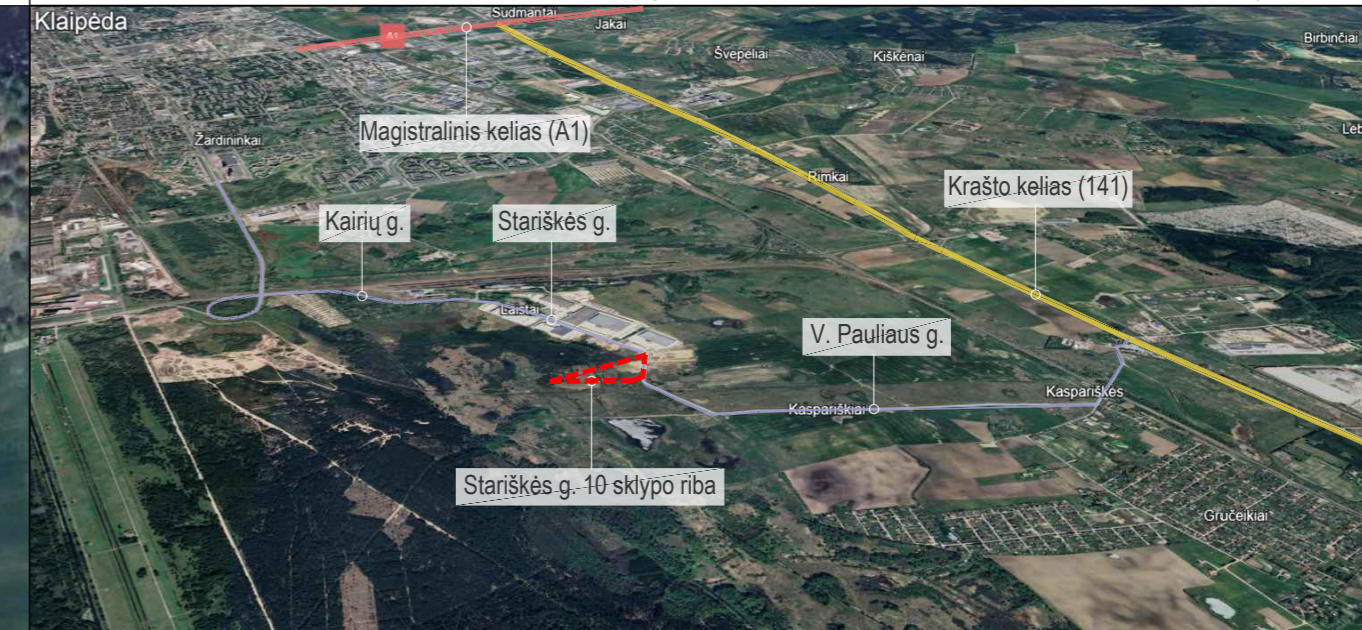 Klaipėda
Sudmantai
Jakai
A1
Birbinčiai
Švepeliai
Kiškėnai
Magistralinis kelias (A1)
Žardininkai
Rimkai
Krašto kelias (141)
Kairių g.
Stariškės g.
Laistai
V. Pauliaus g.
Kaspariškės
Kaspariškiai
Stariškės g. 10 sklypo riba
Gručeikiai